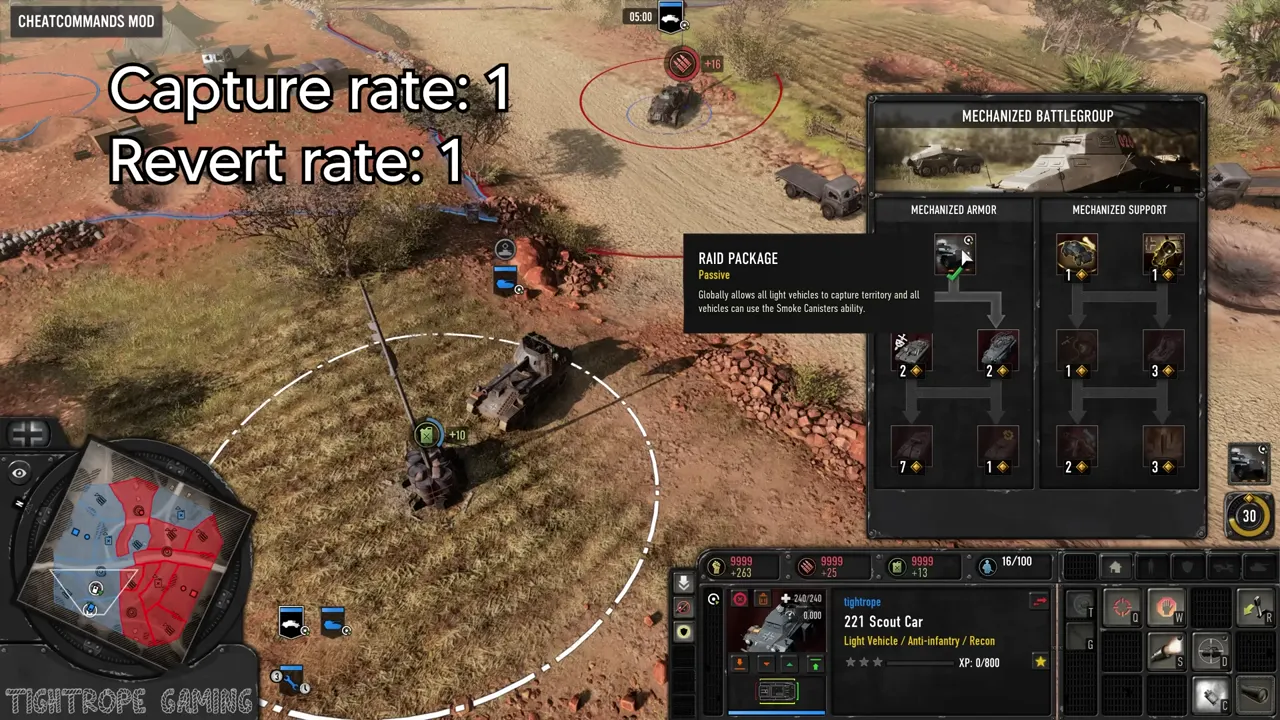 CHEATCOMMANDS MOD
05:00
+16
Capture rate: 1
Revert rate: 1
MECHANIZED BATTLEGROUP
MECHANIZED ARMOR
MECHANIZED SUPPORT
1
1
RAID PACKAGE
Passive
Globally allows all light vehicles to capture territory and all
vehicles can use the Smoke Canisters ability.
2
2
1
3
7
1
2
3
+10
30
N
9999
+263
9999
+25
9999
+13
16/100
240/240
0.000
tightrope
221 Scout Car
Light Vehicle / Anti-infantry / Recon
XP: 0/800
T
G
Q
W
R
S
D
C
3
TIGHTROPE GAMING